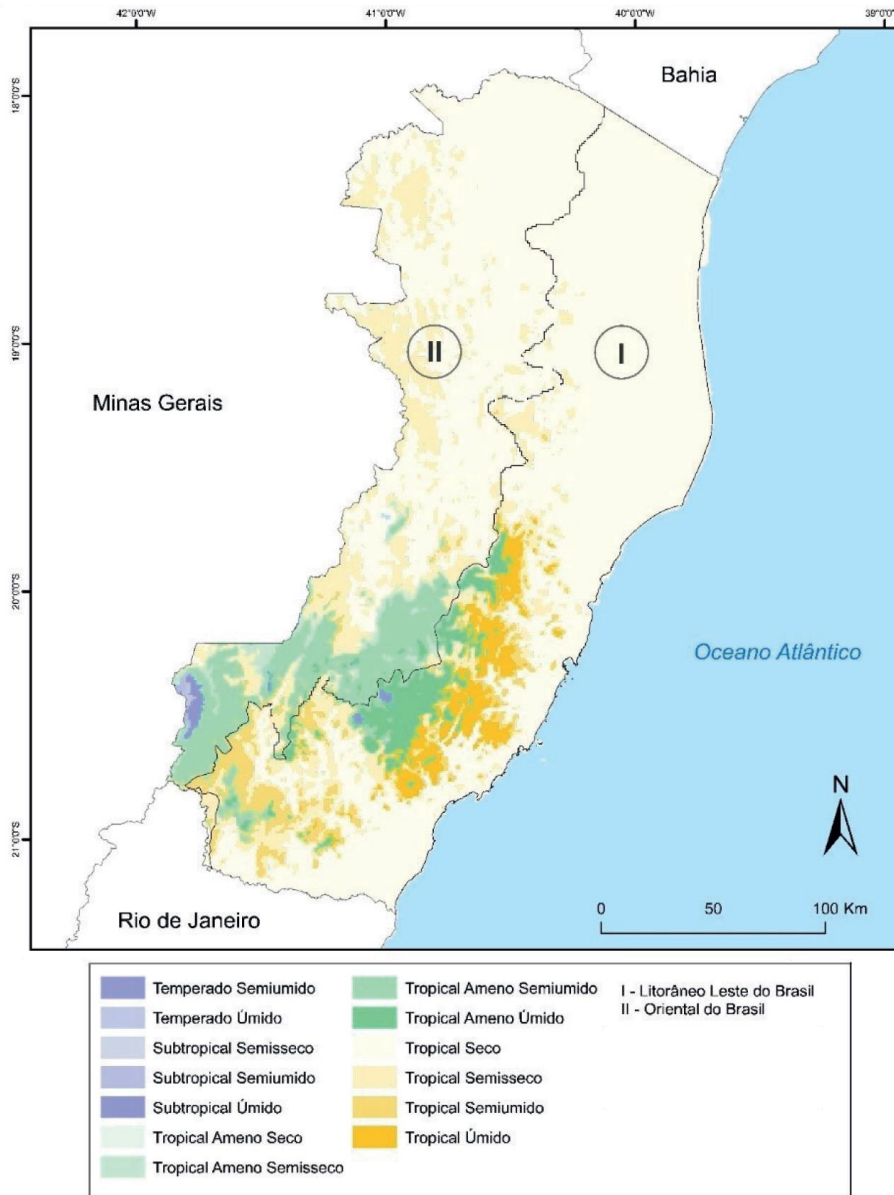 42°0'0"W 41°0'0"W 40°0'0"W 39°0'0"W
Bahia
18°0'0"S
19°0'0"S
II
I
Minas Gerais
20°0'0"S
Oceano Atlântico
21°0'0"S
N
Rio de Janeiro
0 50 100 Km
Temperado Semiumido
Temperado Úmido
Subtropical Semisseco
Subtropical Semiumido
Subtropical Úmido
Tropical Ameno Seco
Tropical Ameno Semisseco
Tropical Ameno Semiumido
Tropical Ameno Úmido
Tropical Seco
Tropical Semisseco
Tropical Semiumido
Tropical Úmido
I - Litorâneo Leste do Brasil
II - Oriental do Brasil